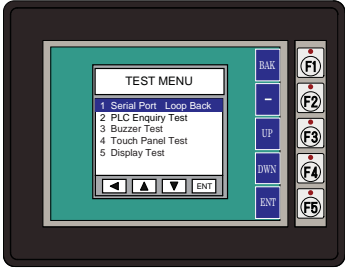 TEST MENU
1 Serial Port Loop Back
2 PLC Enquiry Test
3 Buzzer Test
4 Touch Panel Test
5 Display Test
ENT
BAK
–
UP
DWN
ENT
F1
F2
F3
F4
F5